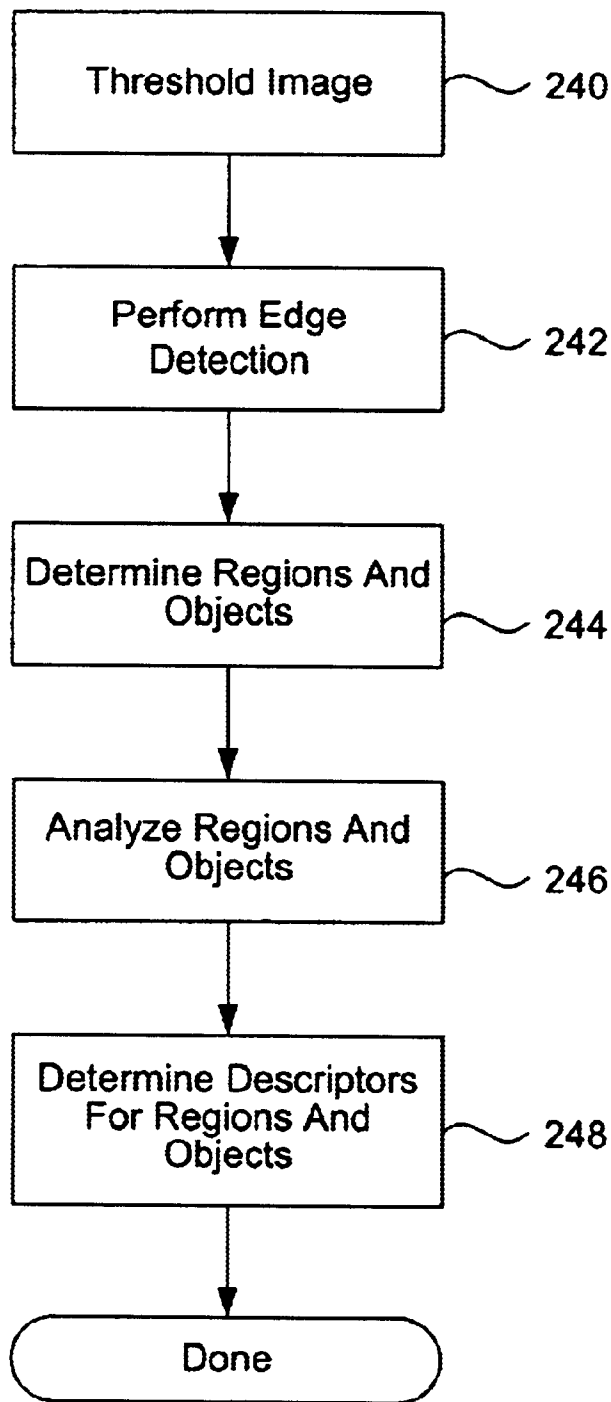 Threshold Image
240
Perform Edge
Detection
242
Determine Regions And
Objects
244
Analyze Regions And
Objects
246
Determine Descriptors
For Regions And
Objects
248
Done